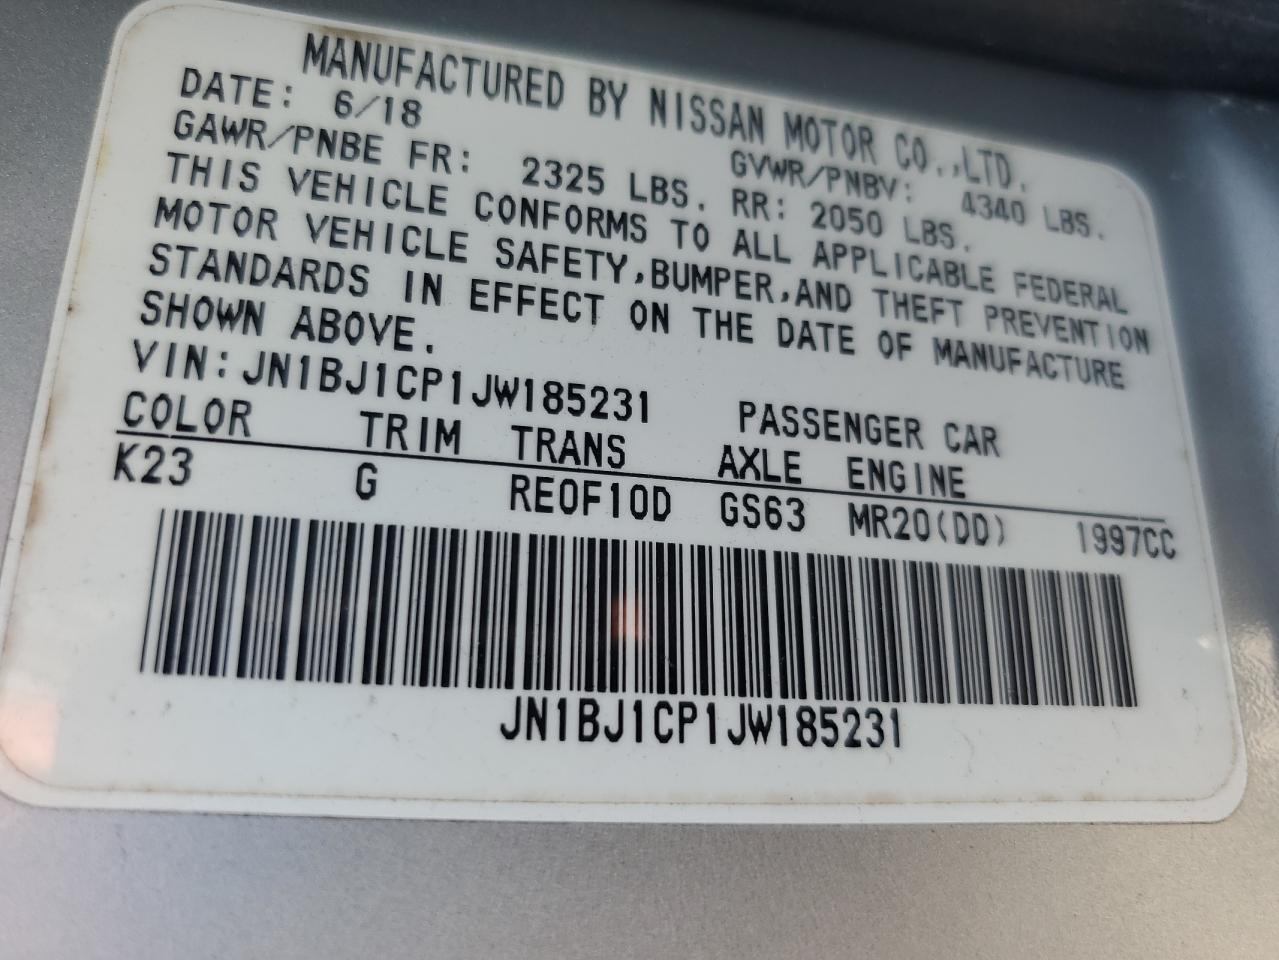 MANUFACTURED BY NISSAN MOTOR CO.,LTD.
DATE: 6/18 GVWR/PNBV: 4340 LBS.
GAWR/PNBE FR: 2325 LBS. RR: 2050 LBS.
THIS VEHICLE CONFORMS TO ALL APPLICABLE FEDERAL
MOTOR VEHICLE SAFETY,BUMPER,AND THEFT PREVENTION
STANDARDS IN EFFECT ON THE DATE OF MANUFACTURE
SHOWN ABOVE.
VIN:JN1BJ1CP1JW185231 PASSENGER CAR
COLOR TRIM TRANS AXLE ENGINE
K23 G RE0F10D GS63 MR20(DD) 1997CC
JN1BJ1CP1JW185231